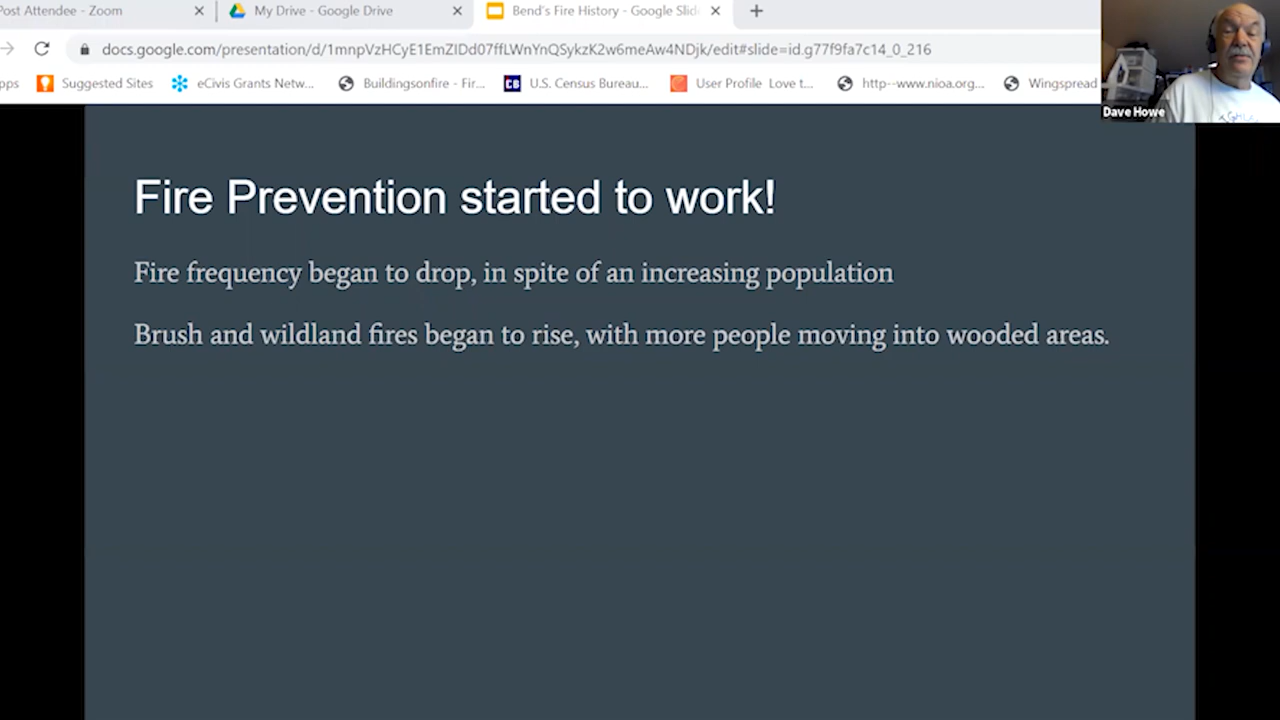 Post Attendee - Zoom
My Drive - Google Drive
Bend's Fire History - Google Slid
docs.google.com/presentation/d/1mnpVzHCyE1EmZIDd07ffLWnYnQSykzK2w6meAw4NDjk/edit#slide=id.g77f9fa7c14_0_216
pps
Suggested Sites
eCivis Grants Netw...
Buildingsonfire - Fir...
CB
U.S. Census Bureau...
User Profile Love t...
http--www.nioa.org...
Wingspread
Dave Howe
Fire Prevention started to work!
Fire frequency began to drop, in spite of an increasing population
Brush and wildland fires began to rise, with more people moving into wooded areas.